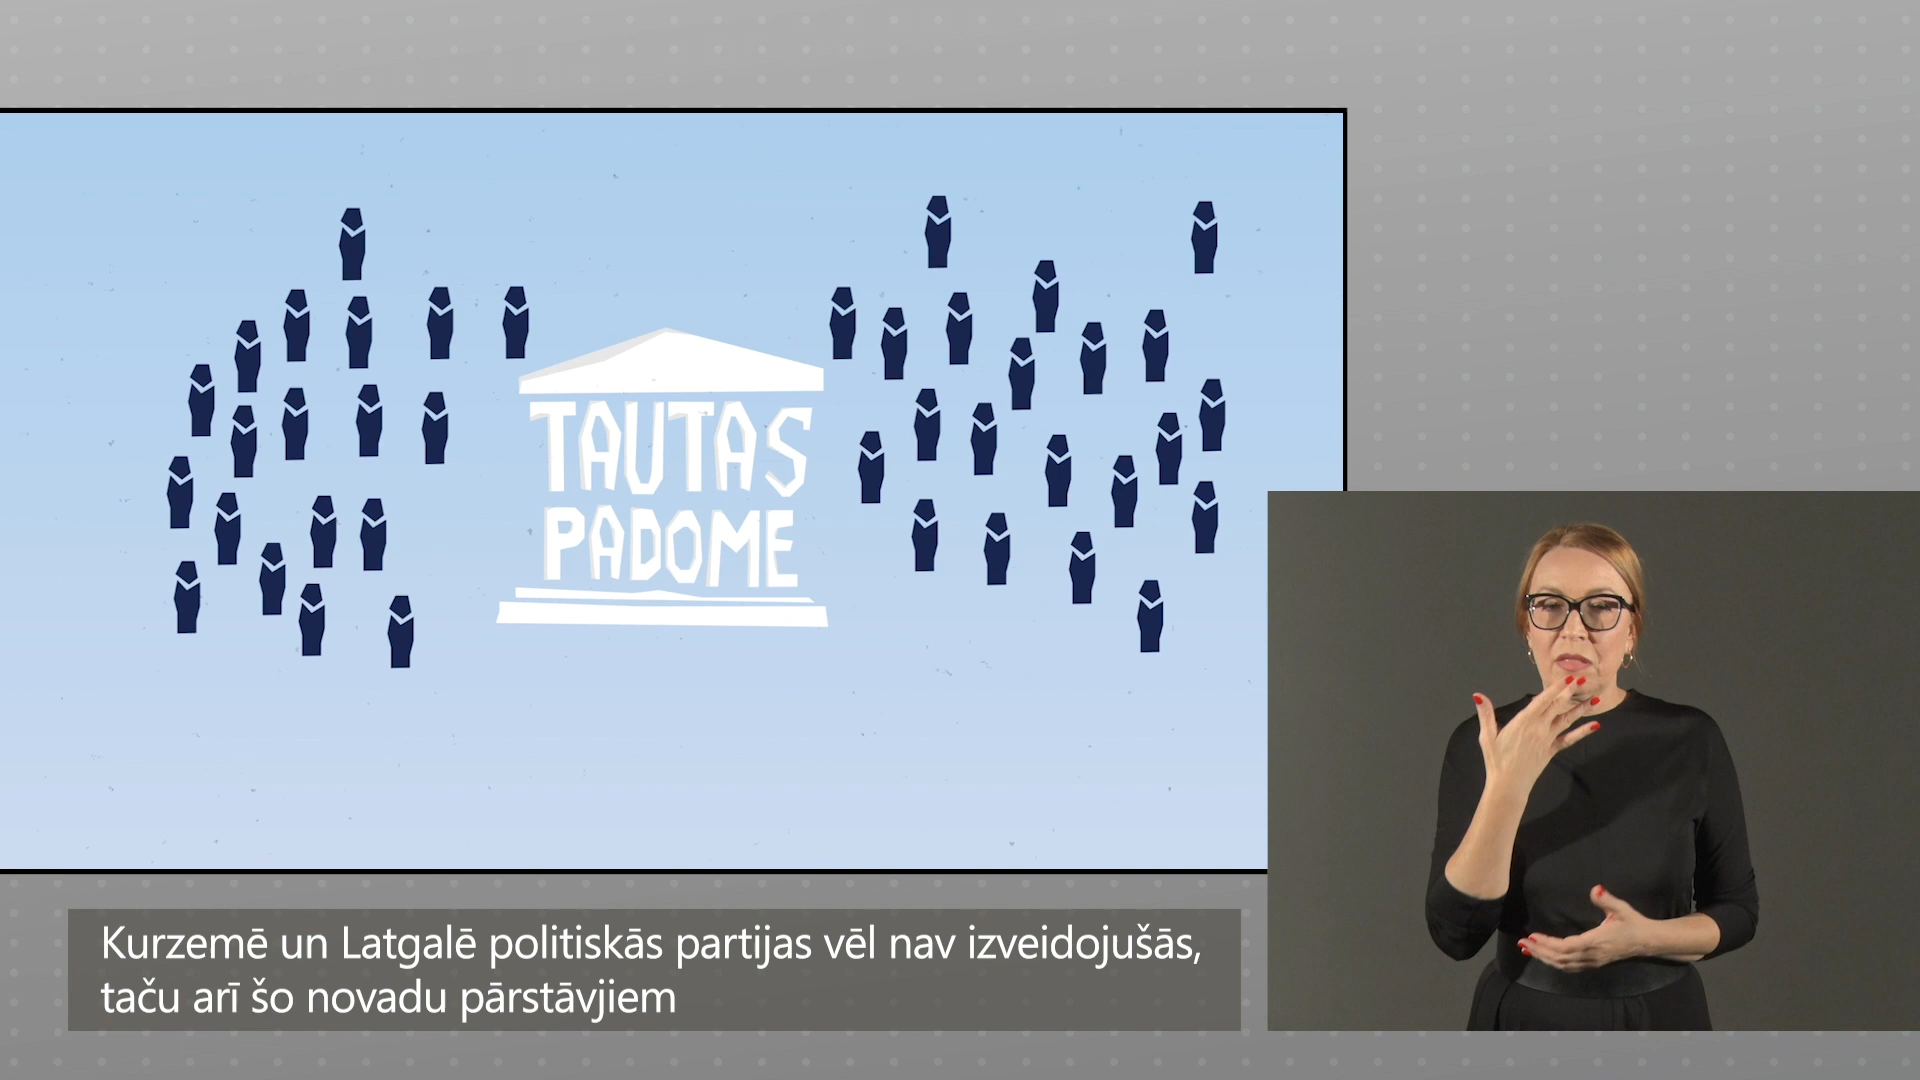 TAUTAS
PADOME
Kurzemē un Latgalē politiskās partijas vēl nav izveidojušās,
taču arī šo novadu pārstāvjiem